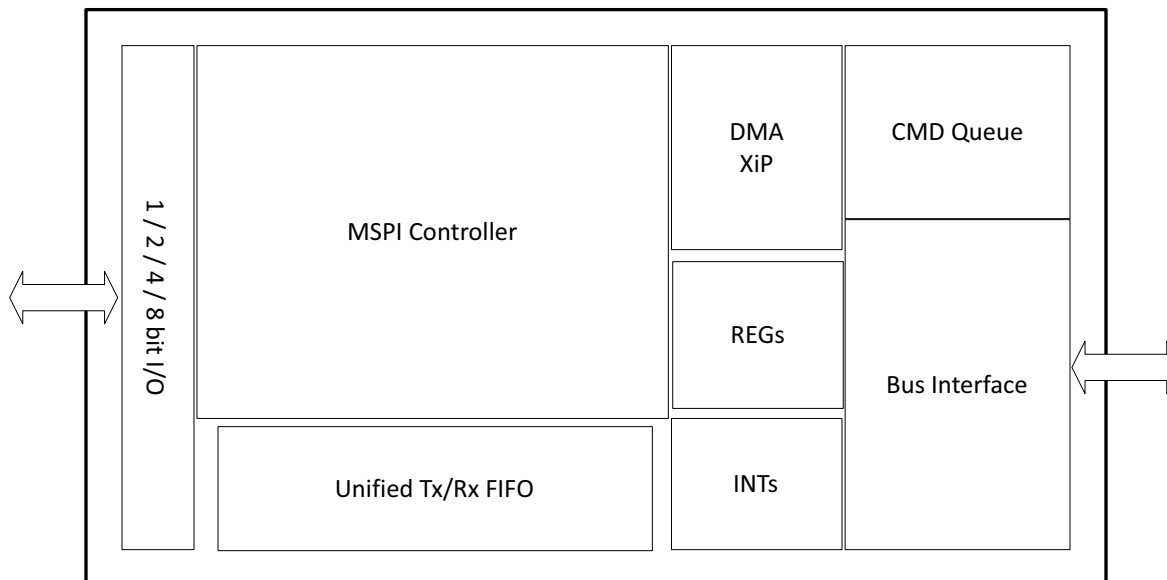 1 / 2 / 4 / 8 bit I/O
MSPI Controller
DMA
XiP
CMD Queue
REGs
Bus Interface
Unified Tx/Rx FIFO
INTs